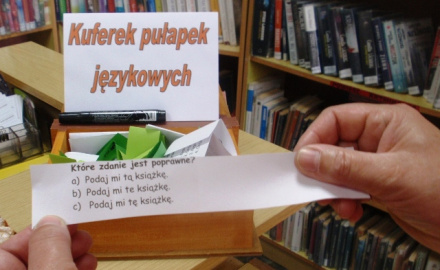 Kuferek pułapek
językowych
Które zdanie jest poprawne?
a) Podaj mi tą książkę.
b) Podaj mi te książkę.
c) Podaj mi tę książkę.